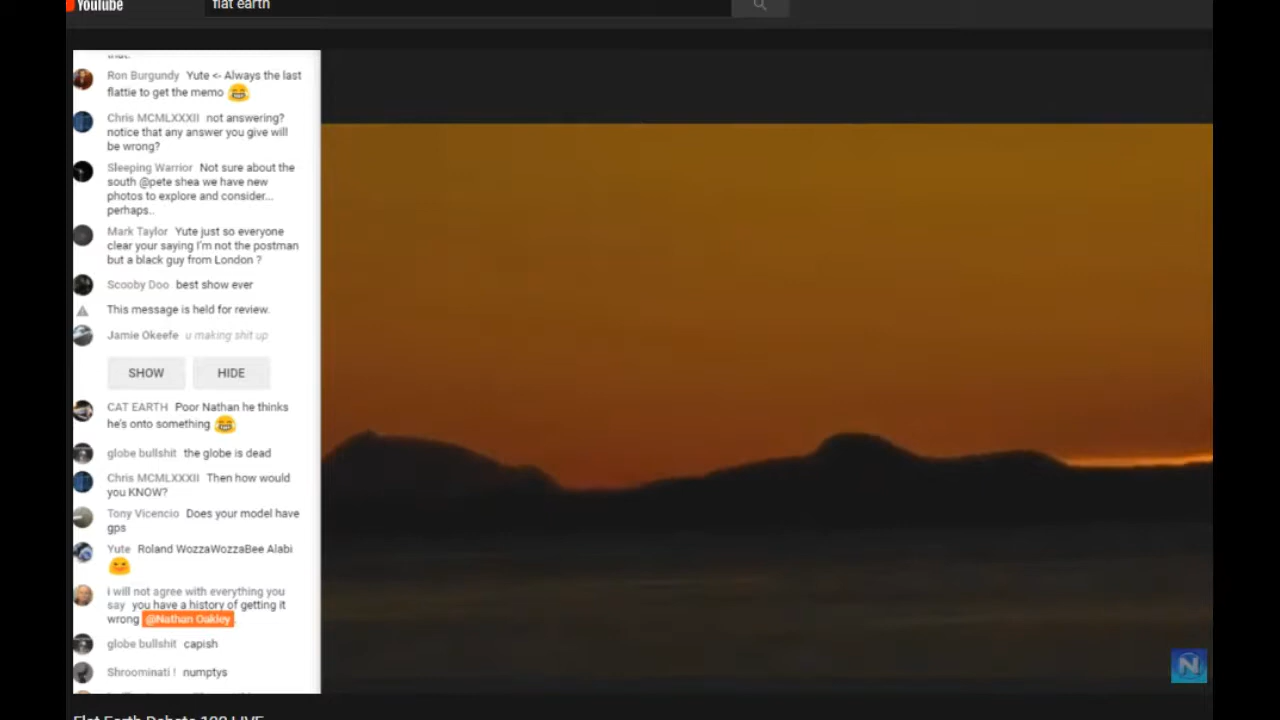 YouTube
flat earth
that.
Ron Burgundy Yute <- Always the last
flattie to get the memo
Chris MCMLXXXII not answering?
notice that any answer you give will
be wrong?
Sleeping Warrior Not sure about the
south @pete shea we have new
photos to explore and consider...
perhaps..
Mark Taylor Yute just so everyone
clear your saying I'm not the postman
but a black guy from London ?
Scooby Doo best show ever
This message is held for review.
Jamie Okeefe u making shit up
SHOW HIDE
CAT EARTH Poor Nathan he thinks
he's onto something
globe bullshit the globe is dead
Chris MCMLXXXII Then how would
you KNOW?
Tony Vicencio Does your model have
gps
Yute Roland WozzaWozzaBee Alabi
i will not agree with everything you
say you have a history of getting it
wrong @Nathan Oakley
globe bullshit capish
Shroominati ! numptys
N
Flat Earth Debate 109 LIVE